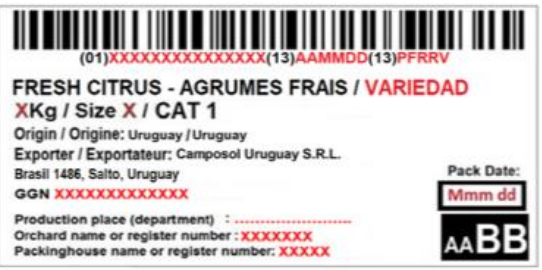 (01)XXXXXXXXXXXXXXX(13)AAMMDD(13)PFRRV
FRESH CITRUS - AGRUMES FRAIS / VARIEDAD
XKg / Size X / CAT 1
Origin / Origine: Uruguay / Uruguay
Exporter / Exportateur: Camposol Uruguay S.R.L.
Brasil 1486, Salto, Uruguay
GGN XXXXXXXXXXXXX
Pack Date:
Mmm dd
Production place (department) : ........................
Orchard name or register number : XXXXXXX
Packinghouse name or register number: XXXXX
AABB